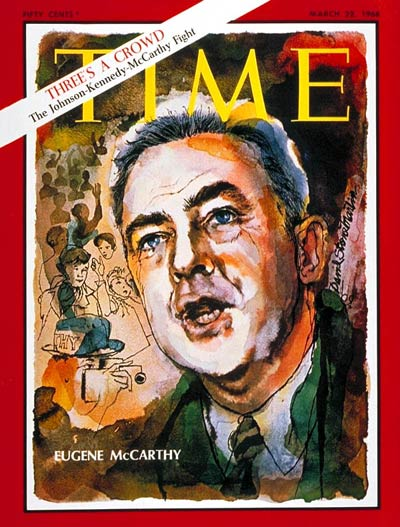 FIFTY CENTS
MARCH 22, 1968
THREE'S A CROWD
The Johnson-Kennedy-McCarthy Fight
TIME
EUGENE McCARTHY